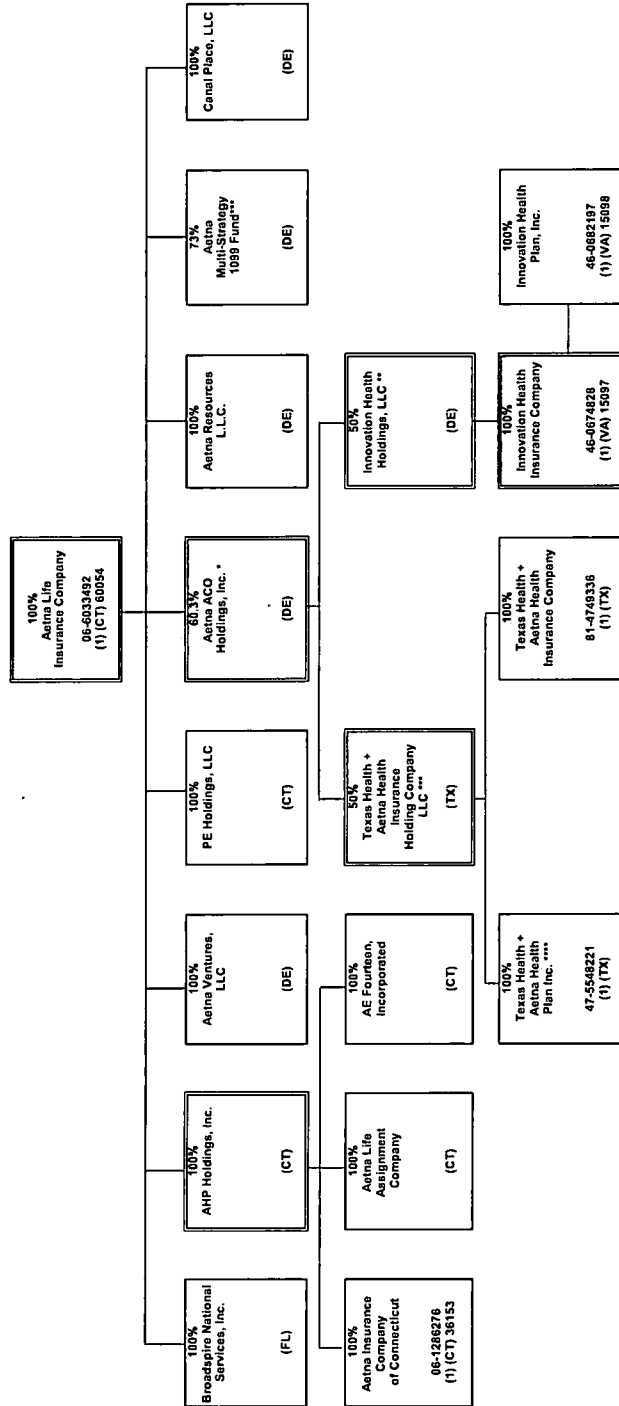 100%
Aetna Life
Insurance Company
06-6033492
(1) (CT) 60054
100%
Broadspire National
Services, Inc.
(FL)
100%
AHP Holdings, Inc.
(CT)
100%
Aetna Ventures,
LLC
(DE)
100%
PE Holdings, LLC
(CT)
60.3%
Aetna ACO
Holdings, Inc. *
(DE)
100%
Aetna Resources
L.L.C.
(DE)
73%
Aetna
Multi-Strategy
1099 Fund***
(DE)
100%
Canal Place, LLC
(DE)
100%
Aetna Insurance
Company
of Connecticut
06-1286276
(1) (CT) 36153
100%
Aetna Life
Assignment
Company
(CT)
100%
AE Fourteen,
Incorporated
(CT)
50%
Texas Health +
Aetna Health
Insurance
Holding Company
LLC ***
(TX)
50%
Innovation Health
Holdings, LLC **
(DE)
100%
Texas Health +
Aetna Health
Plan Inc. ****
47-5548221
(1) (TX)
100%
Texas Health +
Aetna Health
Insurance Company
81-4749336
(1) (TX)
100%
Innovation Health
Insurance Company
46-0674828
(1) (VA) 15097
100%
Innovation Health
Plan, Inc.
46-0682197
(1) (VA) 15098